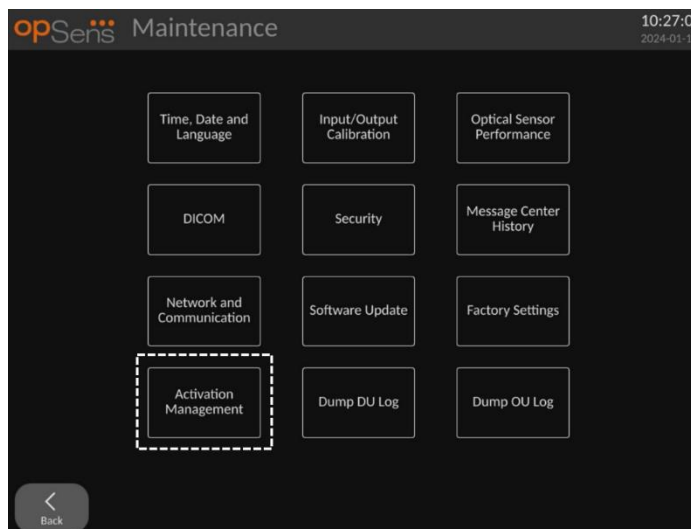 opSens Maintenance
10:27:0
2024-01-1
Time, Date and
Language
Input/Output
Calibration
Optical Sensor
Performance
DICOM
Security
Message Center
History
Network and
Communication
Software Update
Factory Settings
Activation
Management
Dump DU Log
Dump OU Log
Back